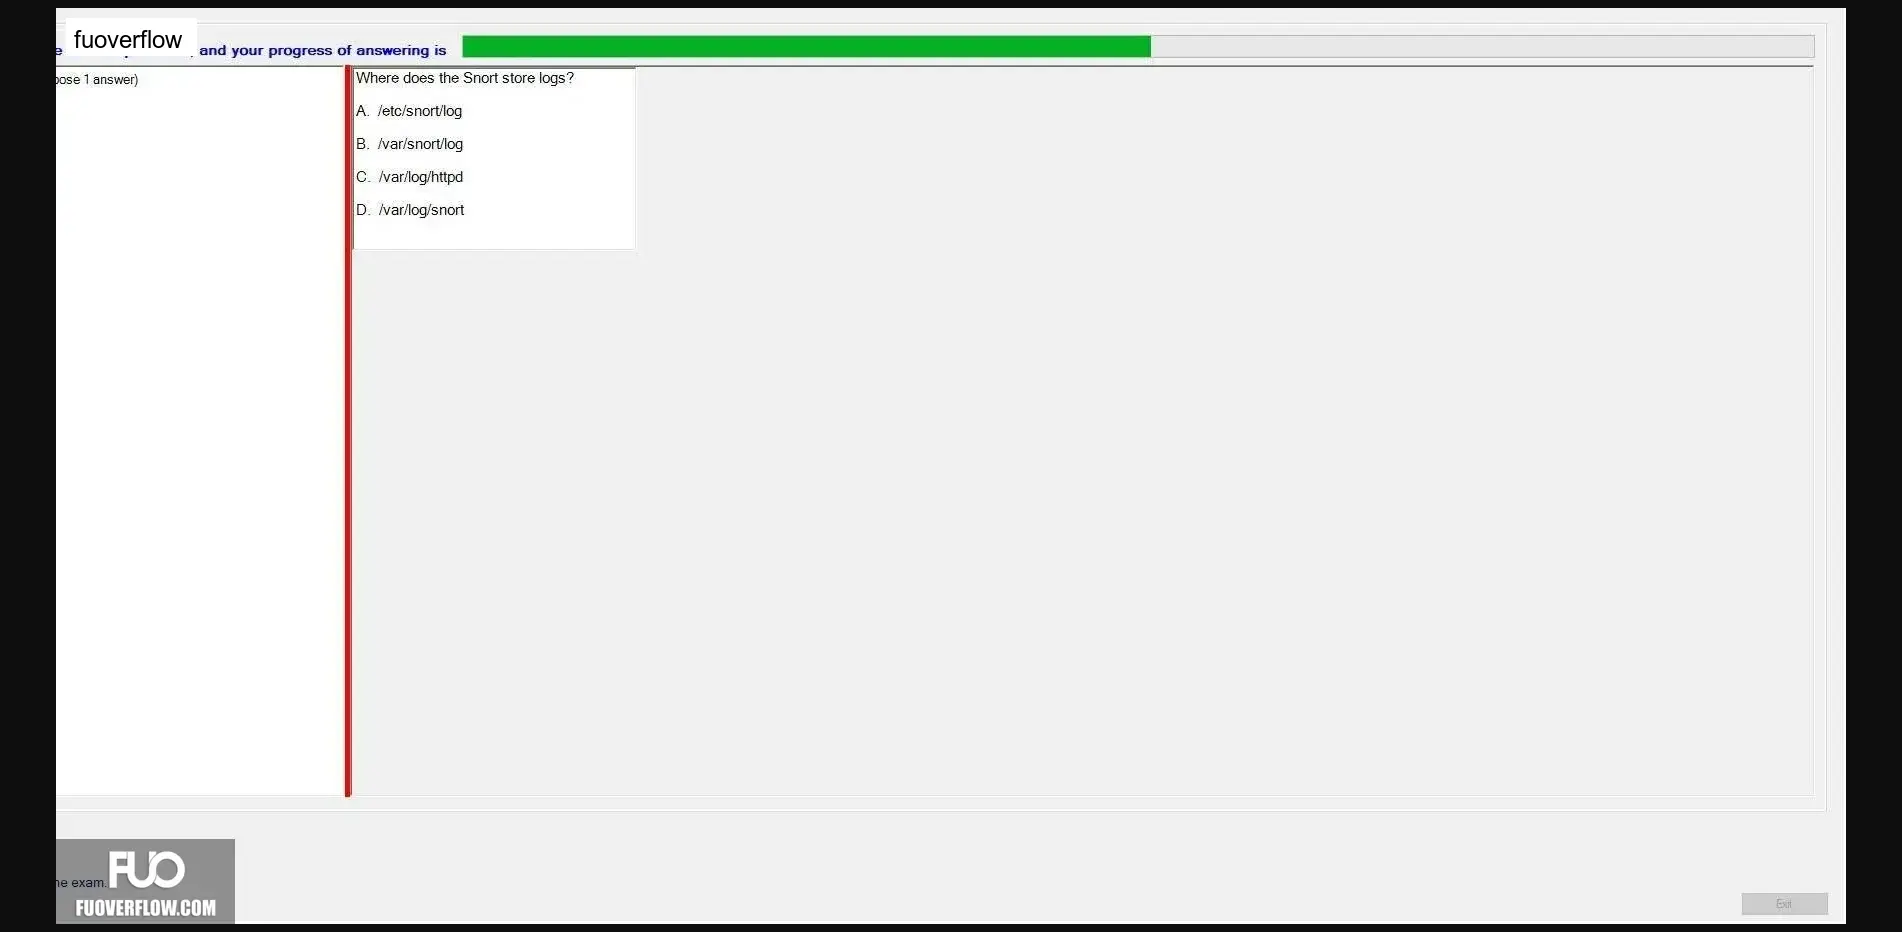 fuoverflow
and your progress of answering is
ose 1 answer)
Where does the Snort store logs?
A. /etc/snort/log
B. /var/snort/log
C. /var/log/httpd
D. /var/log/snort
he exam.
FUO
FUOVERFLOW.COM
Exit